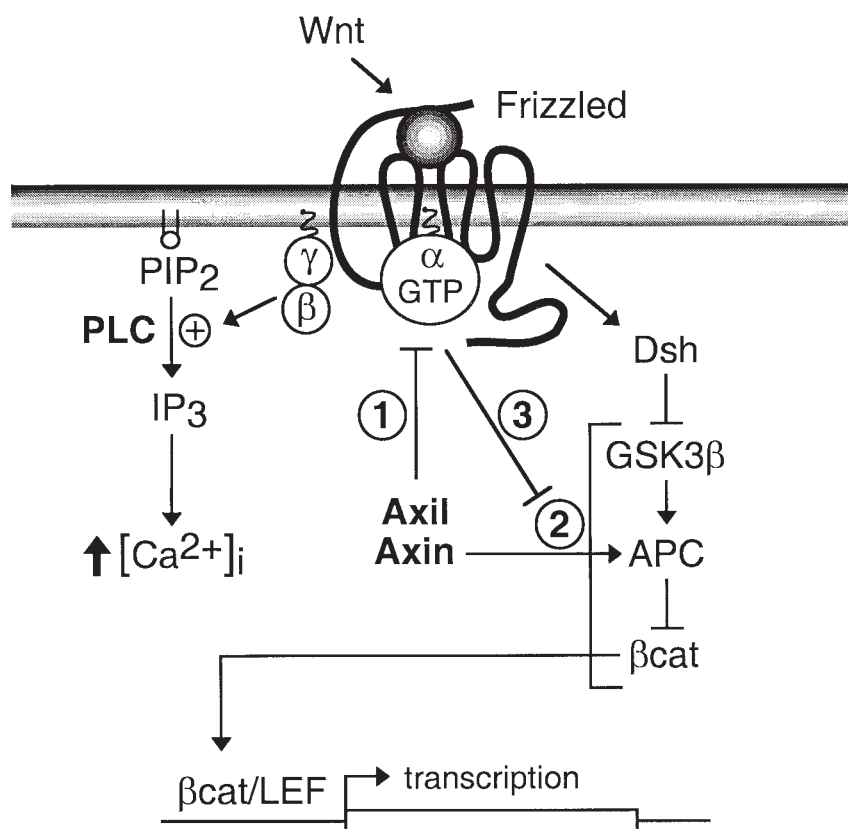 Wnt
Frizzled
γ
α
PIP2
GTP
β
PLC +
Dsh
IP3
1
3
GSK3β
Axil
2
Axin
APC
[Ca2+]i
βcat
βcat/LEF
transcription